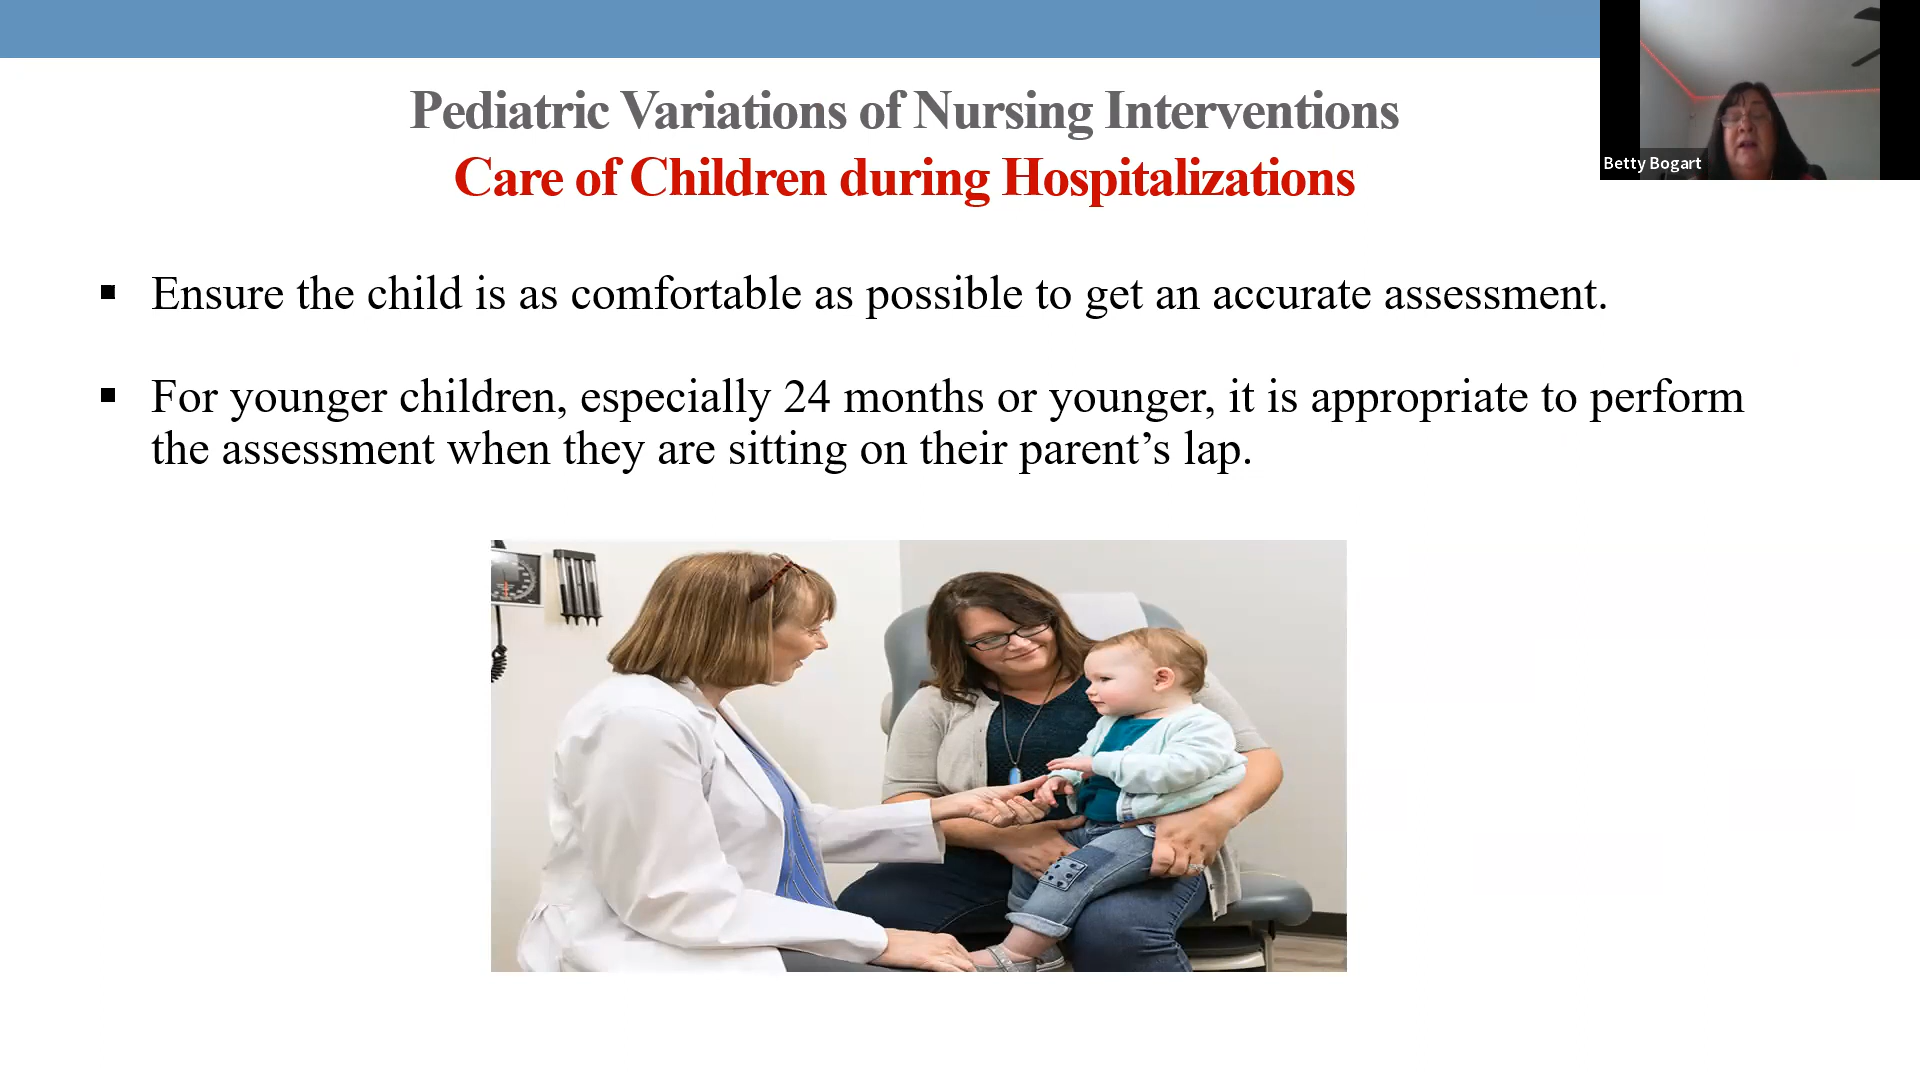 Pediatric Variations of Nursing Interventions
Care of Children during Hospitalizations
Betty Bogart
▪ Ensure the child is as comfortable as possible to get an accurate assessment.
▪ For younger children, especially 24 months or younger, it is appropriate to perform
the assessment when they are sitting on their parent’s lap.